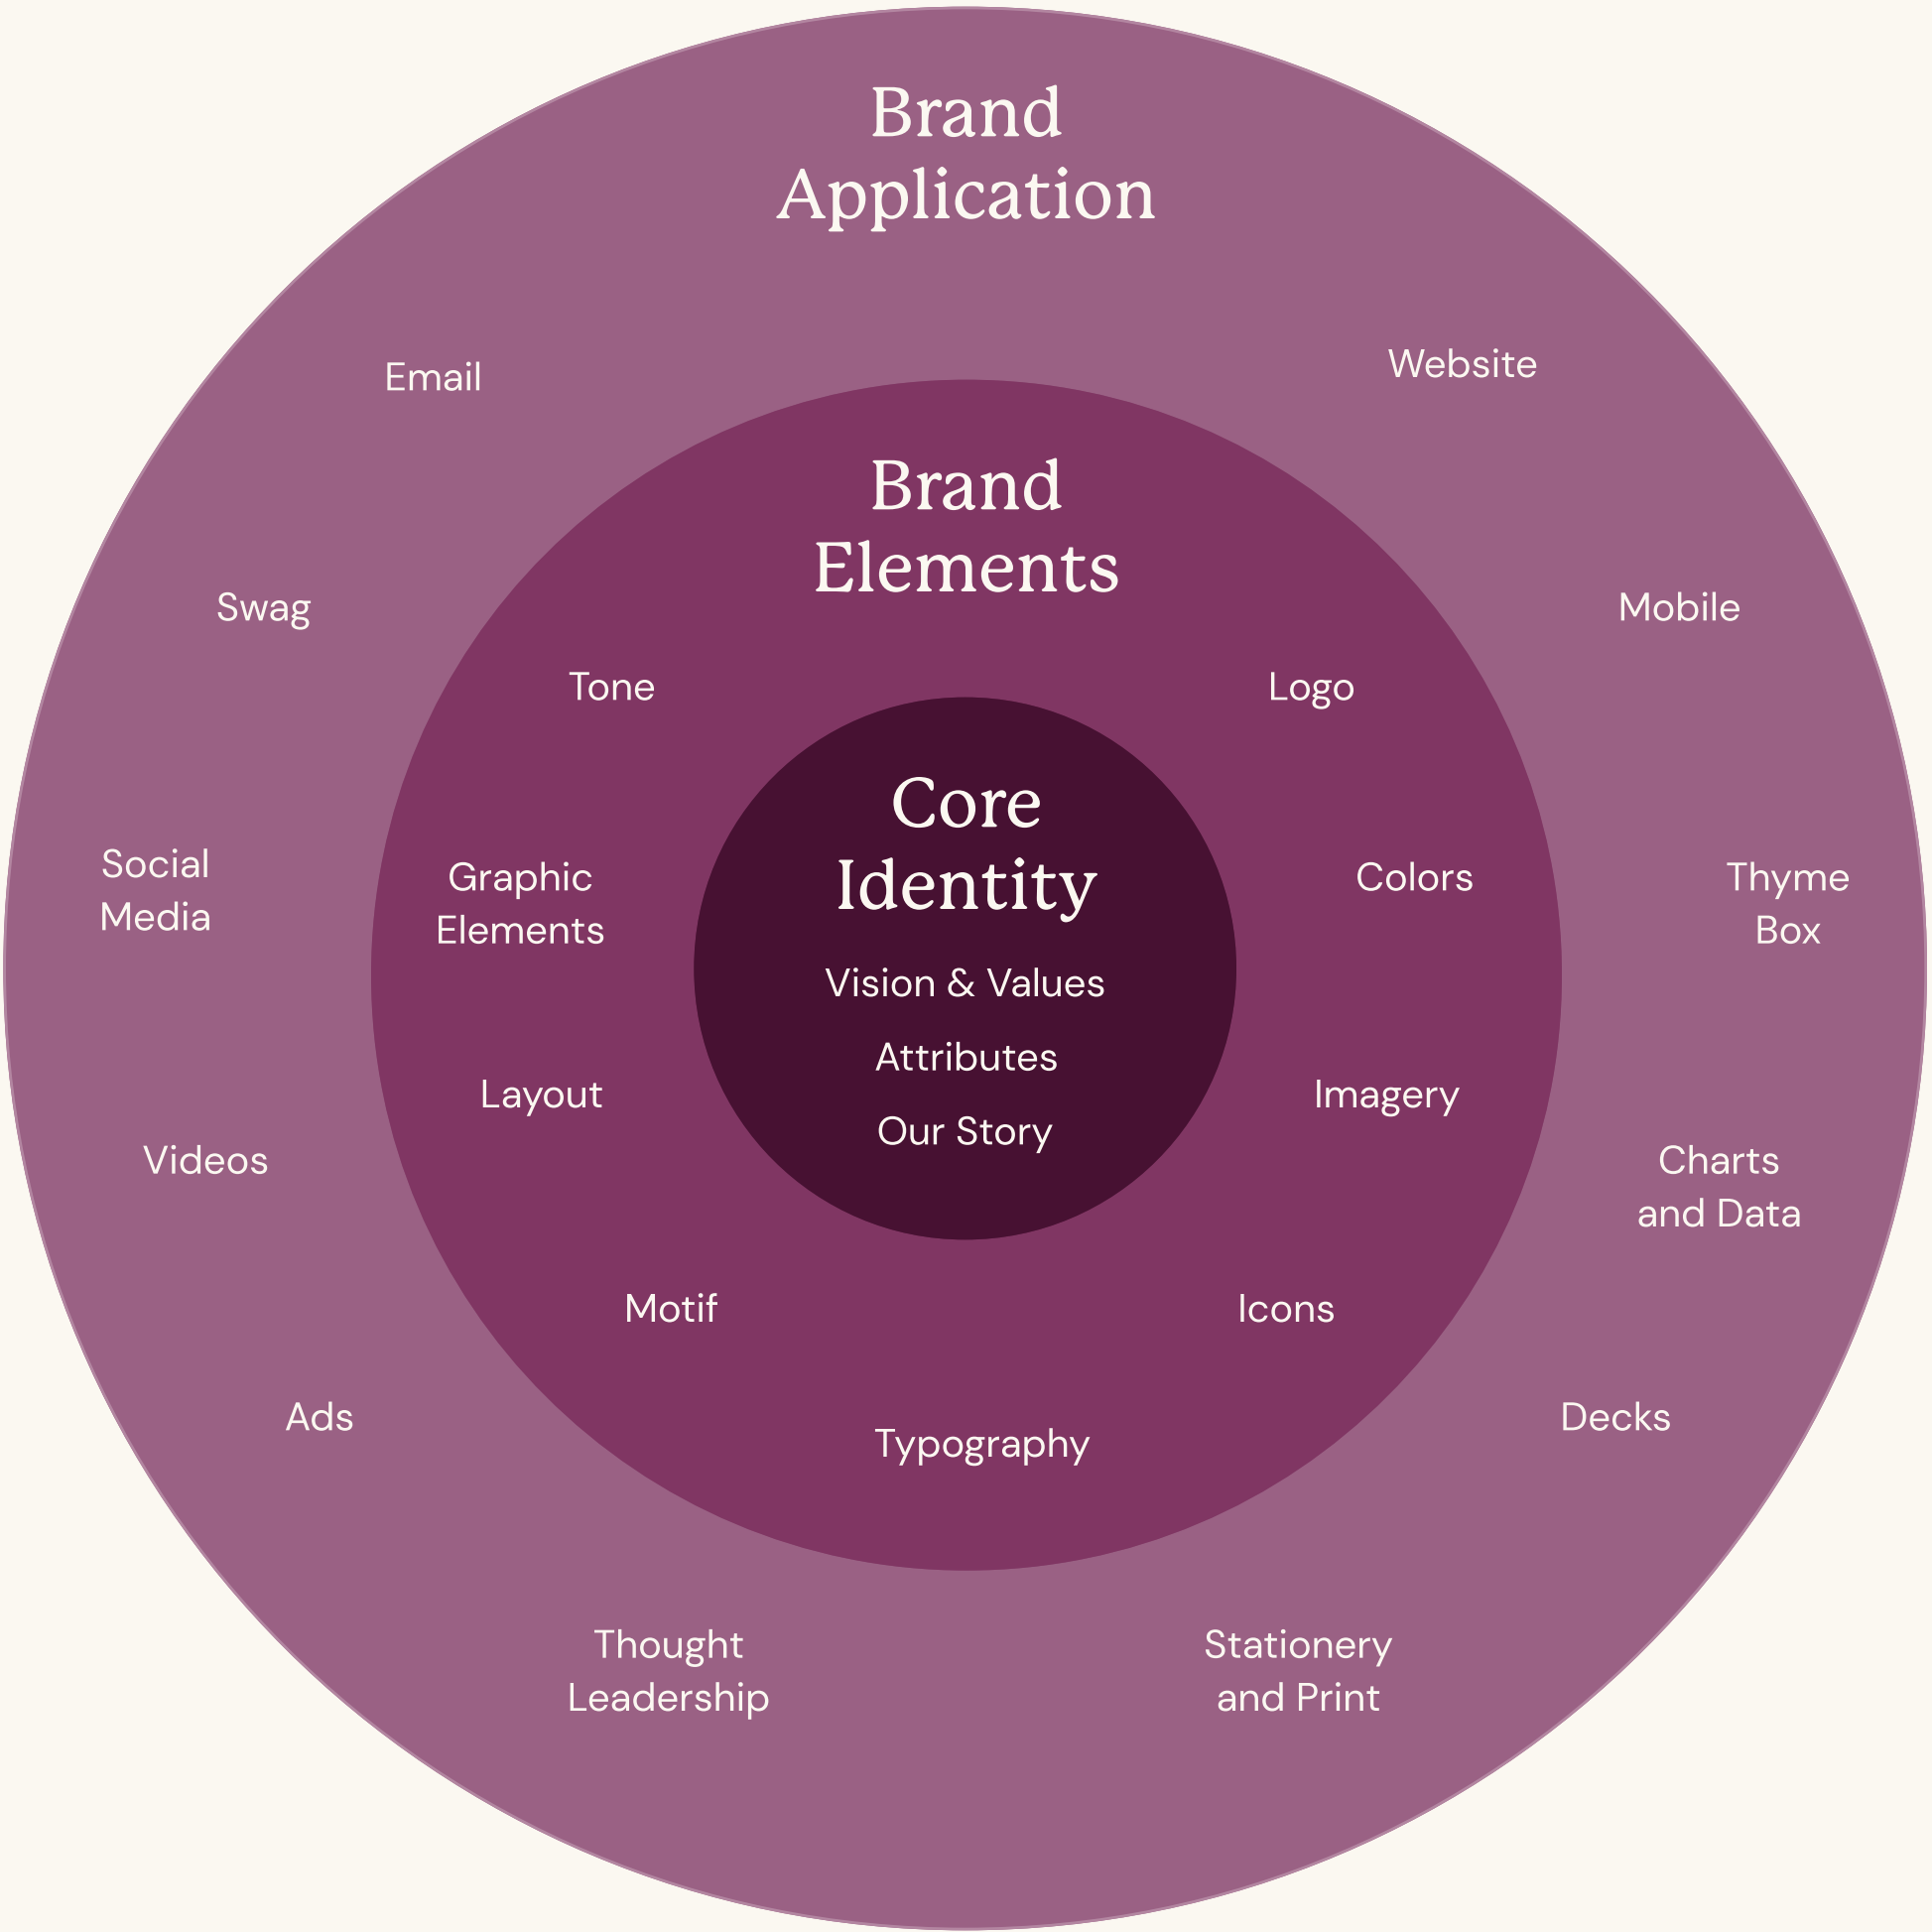 Brand
Application
Email
Website
Swag
Mobile
Social
Media
Thyme
Box
Videos
Charts
and Data
Ads
Decks
Thought
Leadership
Stationery
and Print
Brand
Elements
Tone
Logo
Graphic
Elements
Colors
Layout
Imagery
Motif
Icons
Typography
Core
Identity
Vision & Values
Attributes
Our Story